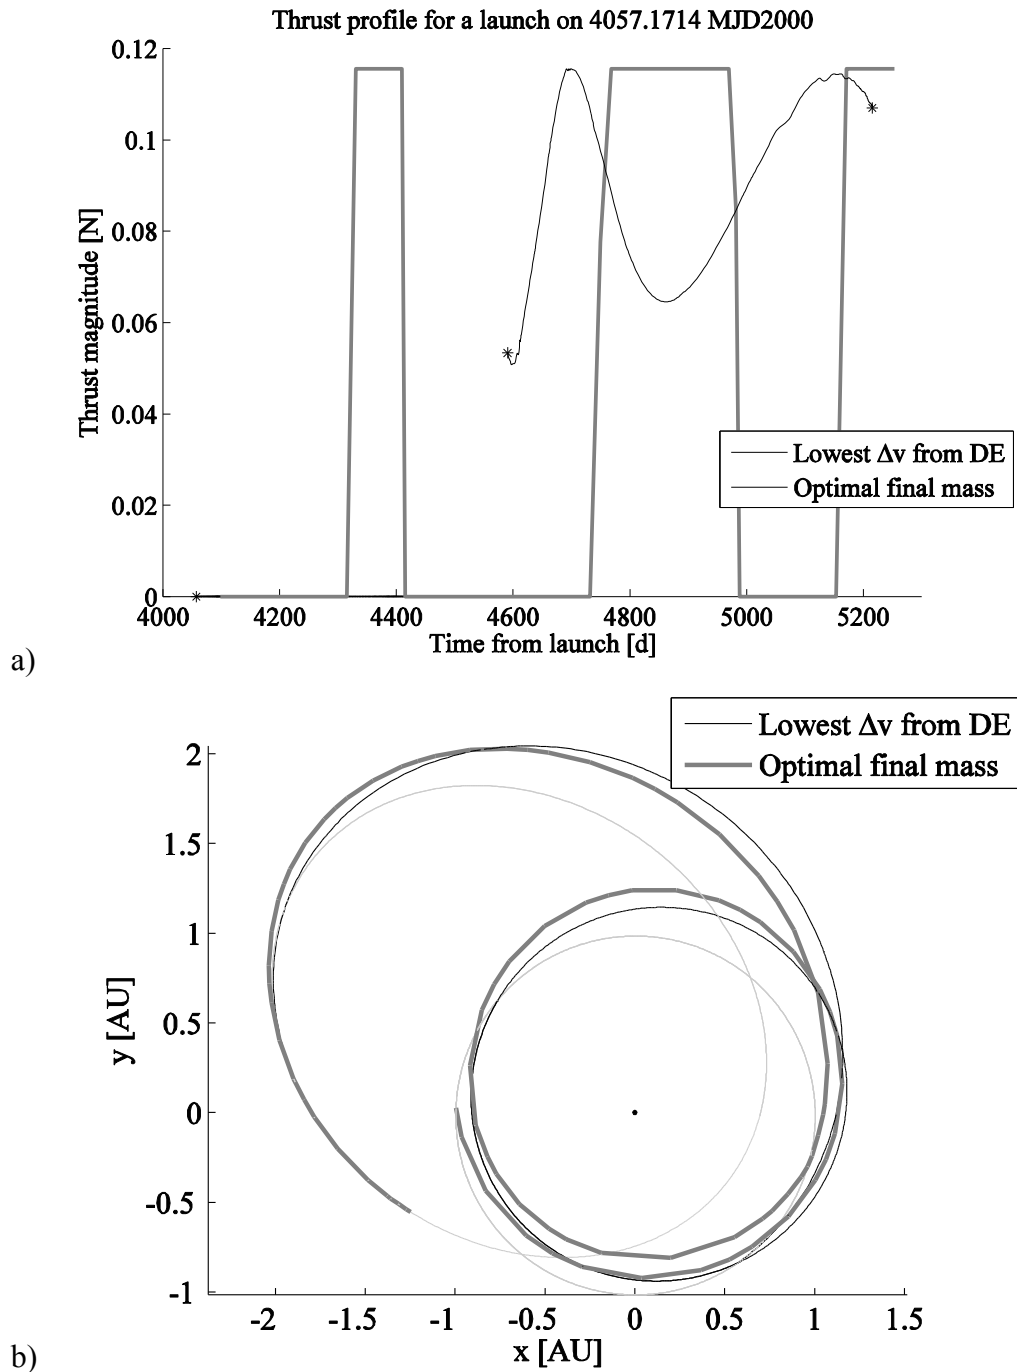 Thrust profile for a launch on 4057.1714 MJD2000
0.12
0.1
0.08
0.06
0.04
0.02
0
Thrust magnitude [N]
Lowest Δv from DE
Optimal final mass
4000 4200 4400 4600 4800 5000 5200
Time from launch [d]
a)
Lowest Δv from DE
Optimal final mass
2
1.5
1
0.5
0
-0.5
-1
y [AU]
-2 -1.5 -1 -0.5 0 0.5 1 1.5
x [AU]
b)